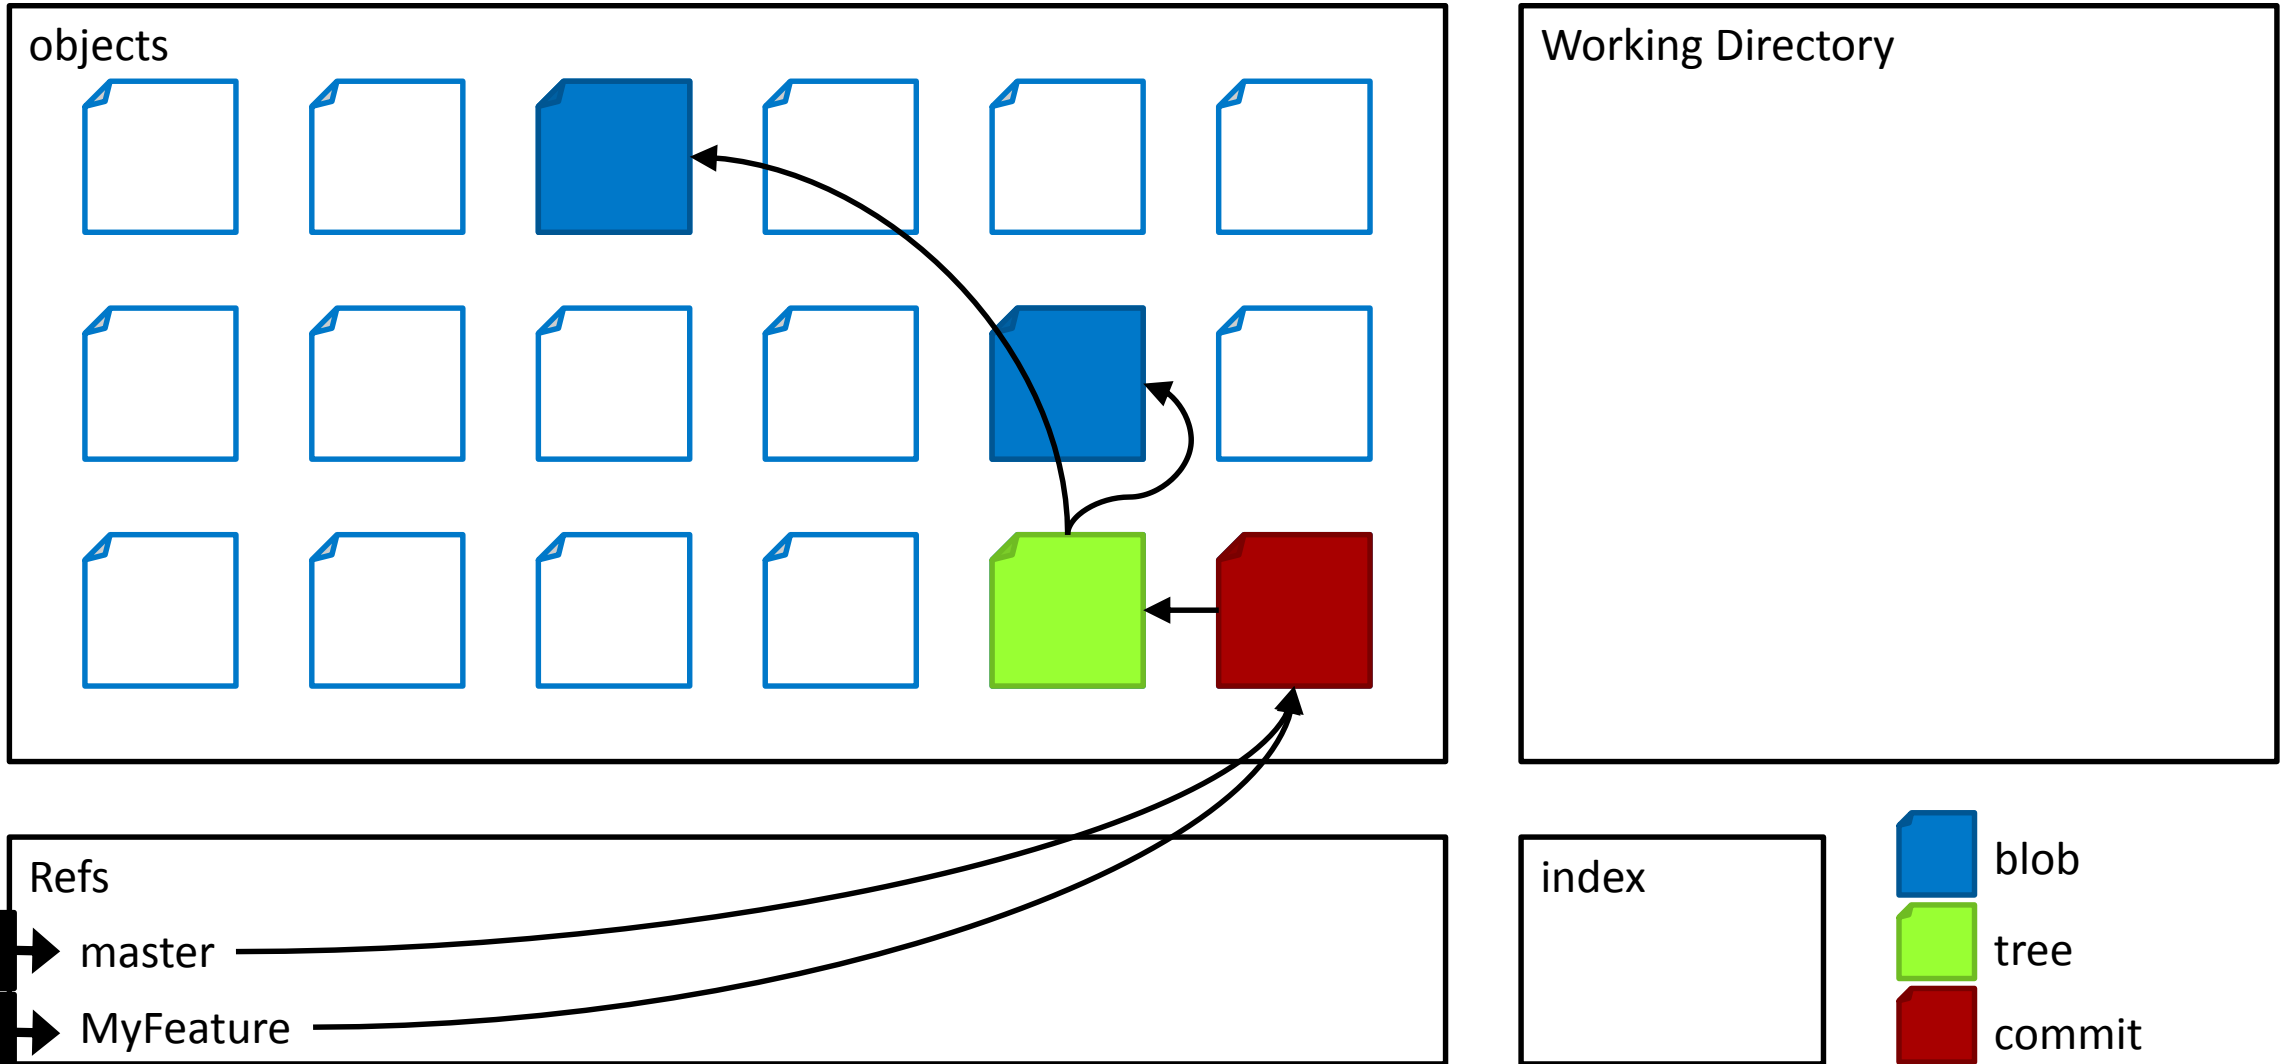 objects
Working Directory
Refs
master
MyFeature
index
blob
tree
commit